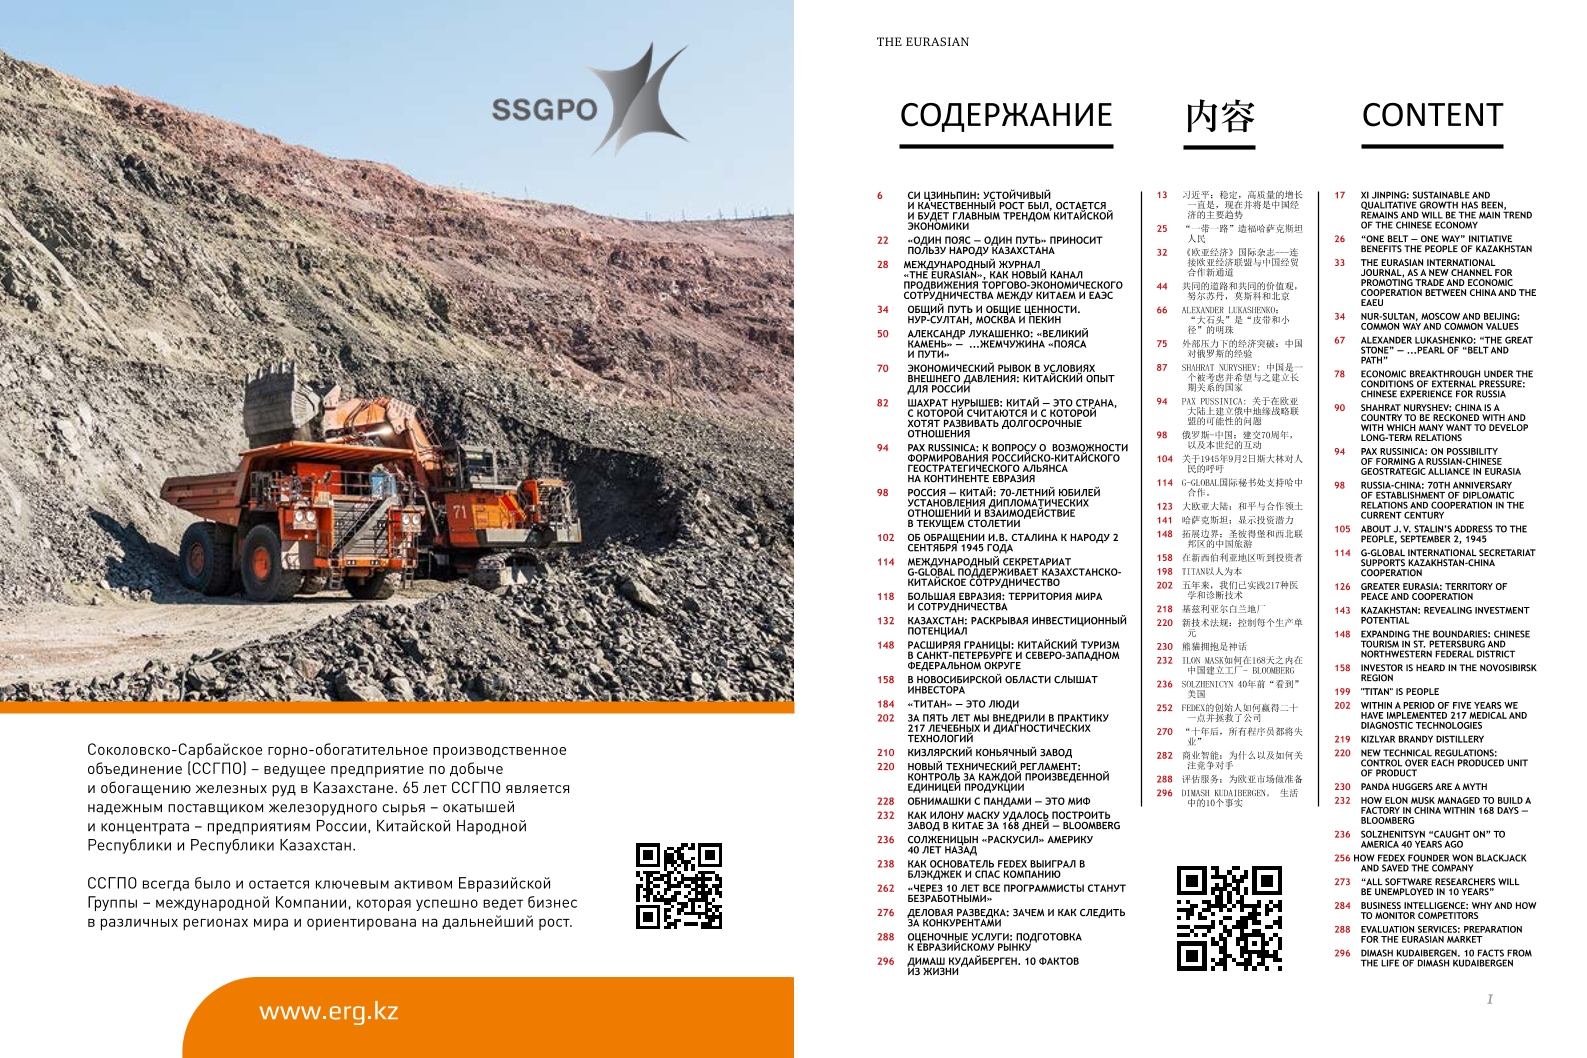 SSGPO
71
Соколовско-Сарбайское горно-обогатительное производственное
объединение (ССГПО) – ведущее предприятие по добыче
и обогащению железных руд в Казахстане. 65 лет ССГПО является
надежным поставщиком железорудного сырья – окатышей
и концентрата – предприятиям России, Китайской Народной
Республики и Республики Казахстан.
ССГПО всегда было и остается ключевым активом Евразийской
Группы – международной Компании, которая успешно ведет бизнес
в различных регионах мира и ориентирована на дальнейший рост.
www.erg.kz
THE EURASIAN
СОДЕРЖАНИЕ
6 СИ ЦЗИНЬПИН: УСТОЙЧИВЫЙ
И КАЧЕСТВЕННЫЙ РОСТ БЫЛ, ОСТАЕТСЯ
И БУДЕТ ГЛАВНЫМ ТРЕНДОМ КИТАЙСКОЙ
ЭКОНОМИКИ
22 «ОДИН ПОЯС — ОДИН ПУТЬ» ПРИНОСИТ
ПОЛЬЗУ НАРОДУ КАЗАХСТАНА
28 МЕЖДУНАРОДНЫЙ ЖУРНАЛ
«THE EURASIAN», КАК НОВЫЙ КАНАЛ
ПРОДВИЖЕНИЯ ТОРГОВО-ЭКОНОМИЧЕСКОГО
СОТРУДНИЧЕСТВА МЕЖДУ КИТАЕМ И ЕАЭС
34 ОБЩИЙ ПУТЬ И ОБЩИЕ ЦЕННОСТИ.
НУР-СУЛТАН, МОСКВА И ПЕКИН
50 АЛЕКСАНДР ЛУКАШЕНКО: «ВЕЛИКИЙ
КАМЕНЬ» — ...ЖЕМЧУЖИНА «ПОЯСА
И ПУТИ»
70 ЭКОНОМИЧЕСКИЙ РЫВОК В УСЛОВИЯХ
ВНЕШНЕГО ДАВЛЕНИЯ: КИТАЙСКИЙ ОПЫТ
ДЛЯ РОССИИ
82 ШАХРАТ НУРЫШЕВ: КИТАЙ — ЭТО СТРАНА,
С КОТОРОЙ СЧИТАЮТСЯ И С КОТОРОЙ
ХОТЯТ РАЗВИВАТЬ ДОЛГОСРОЧНЫЕ
ОТНОШЕНИЯ
94 PAX RUSSINICA: К ВОПРОСУ О ВОЗМОЖНОСТИ
ФОРМИРОВАНИЯ РОССИЙСКО-КИТАЙСКОГО
ГЕОСТРАТЕГИЧЕСКОГО АЛЬЯНСА
НА КОНТИНЕНТЕ ЕВРАЗИЯ
98 РОССИЯ — КИТАЙ: 70-ЛЕТНИЙ ЮБИЛЕЙ
УСТАНОВЛЕНИЯ ДИПЛОМАТИЧЕСКИХ
ОТНОШЕНИЙ И ВЗАИМОДЕЙСТВИЕ
В ТЕКУЩЕМ СТОЛЕТИИ
102 ОБ ОБРАЩЕНИИ И.В. СТАЛИНА К НАРОДУ 2
СЕНТЯБРЯ 1945 ГОДА
114 МЕЖДУНАРОДНЫЙ СЕКРЕТАРИАТ
G-GLOBAL ПОДДЕРЖИВАЕТ КАЗАХСТАНСКО-
КИТАЙСКОЕ СОТРУДНИЧЕСТВО
118 БОЛЬШАЯ ЕВРАЗИЯ: ТЕРРИТОРИЯ МИРА
И СОТРУДНИЧЕСТВА
132 КАЗАХСТАН: РАСКРЫВАЯ ИНВЕСТИЦИОННЫЙ
ПОТЕНЦИАЛ
148 РАСШИРЯЯ ГРАНИЦЫ: КИТАЙСКИЙ ТУРИЗМ
В САНКТ-ПЕТЕРБУРГЕ И СЕВЕРО-ЗАПАДНОМ
ФЕДЕРАЛЬНОМ ОКРУГЕ
158 В НОВОСИБИРСКОЙ ОБЛАСТИ СЛЫШАТ
ИНВЕСТОРА
184 «ТИТАН» — ЭТО ЛЮДИ
202 ЗА ПЯТЬ ЛЕТ МЫ ВНЕДРИЛИ В ПРАКТИКУ
217 ЛЕЧЕБНЫХ И ДИАГНОСТИЧЕСКИХ
ТЕХНОЛОГИЙ
210 КИЗЛЯРСКИЙ КОНЬЯЧНЫЙ ЗАВОД
220 НОВЫЙ ТЕХНИЧЕСКИЙ РЕГЛАМЕНТ:
КОНТРОЛЬ ЗА КАЖДОЙ ПРОИЗВЕДЕННОЙ
ЕДИНИЦЕЙ ПРОДУКЦИИ
228 ОБНИМАШКИ С ПАНДАМИ — ЭТО МИФ
232 КАК ИЛОНУ МАСКУ УДАЛОСЬ ПОСТРОИТЬ
ЗАВОД В КИТАЕ ЗА 168 ДНЕЙ — BLOOMBERG
236 СОЛЖЕНИЦЫН «РАСКУСИЛ» АМЕРИКУ
40 ЛЕТ НАЗАД
238 КАК ОСНОВАТЕЛЬ FEDEX ВЫИГРАЛ В
БЛЭКДЖЕК И СПАС КОМПАНИЮ
262 «ЧЕРЕЗ 10 ЛЕТ ВСЕ ПРОГРАММИСТЫ СТАНУТ
БЕЗРАБОТНЫМИ»
276 ДЕЛОВАЯ РАЗВЕДКА: ЗАЧЕМ И КАК СЛЕДИТЬ
ЗА КОНКУРЕНТАМИ
288 ОЦЕНОЧНЫЕ УСЛУГИ: ПОДГОТОВКА
К ЕВРАЗИЙСКОМУ РЫНКУ
296 ДИМАШ КУДАЙБЕРГЕН. 10 ФАКТОВ
ИЗ ЖИЗНИ
内容
13 习近平：稳定，高质量的增长
一直是，现在并将是中国经
济的主要趋势
25 “一带一路”造福哈萨克斯坦
人民
32 《欧亚经济》国际杂志---连
接欧亚经济联盟与中国经贸
合作新通道
44 共同的道路和共同的价值观，
努尔苏丹，莫斯科和北京
66 ALEXANDER LUKASHENKO：
“大石头”是“皮带和小
径”的明珠
75 外部压力下的经济突破：中国
对俄罗斯的经验
87 SHAHRAT NURYSHEV: 中国是一
个被考虑并希望与之建立长
期关系的国家
94 PAX PUSSINICA: 关于在欧亚
大陆上建立俄中地缘战略联
盟的可能性的问题
98 俄罗斯-中国：建交70周年，
以及本世纪的互动
104 关于1945年9月2日斯大林对人
民的呼吁
114 G-GLOBAL国际秘书处支持哈中
合作。
123 大欧亚大陆：和平与合作领土
141 哈萨克斯坦：显示投资潜力
148 拓展边界：圣彼得堡和西北联
邦区的中国旅游
158 在新西伯利亚地区听到投资者
198 TITAN以人为本
202 五年来，我们已实践217种医
学和诊断技术
218 基兹利亚尔白兰地厂
220 新技术法规：控制每个生产单
元
230 熊猫拥抱是神话
232 ILON MASK如何在168天之内在
中国建立工厂- BLOOMBERG
236 SOLZHENICYN 40年前“看到”
美国
252 FEDEX的创始人如何赢得二十
一点并拯救了公司
270 “十年后，所有程序员都将失
业”
282 商业智能：为什么以及如何关
注竞争对手
288 评估服务：为欧亚市场做准备
296 DIMASH KUDAIBERGEN。 生活
中的10个事实
CONTENT
17 XI JINPING: SUSTAINABLE AND
QUALITATIVE GROWTH HAS BEEN,
REMAINS AND WILL BE THE MAIN TREND
OF THE CHINESE ECONOMY
26 “ONE BELT — ONE WAY” INITIATIVE
BENEFITS THE PEOPLE OF KAZAKHSTAN
33 THE EURASIAN INTERNATIONAL
JOURNAL, AS A NEW CHANNEL FOR
PROMOTING TRADE AND ECONOMIC
COOPERATION BETWEEN CHINA AND THE
EAEU
34 NUR-SULTAN, MOSCOW AND BEIJING:
COMMON WAY AND COMMON VALUES
67 ALEXANDER LUKASHENKO: “THE GREAT
STONE” — ...PEARL OF “BELT AND
PATH”
78 ECONOMIC BREAKTHROUGH UNDER THE
CONDITIONS OF EXTERNAL PRESSURE:
CHINESE EXPERIENCE FOR RUSSIA
90 SHAHRAT NURYSHEV: CHINA IS A
COUNTRY TO BE RECKONED WITH AND
WITH WHICH MANY WANT TO DEVELOP
LONG-TERM RELATIONS
94 PAX RUSSINICA: ON POSSIBILITY
OF FORMING A RUSSIAN-CHINESE
GEOSTRATEGIC ALLIANCE IN EURASIA
98 RUSSIA-CHINA: 70TH ANNIVERSARY
OF ESTABLISHMENT OF DIPLOMATIC
RELATIONS AND COOPERATION IN THE
CURRENT CENTURY
105 ABOUT J. V. STALIN’S ADDRESS TO THE
PEOPLE, SEPTEMBER 2, 1945
114 G-GLOBAL INTERNATIONAL SECRETARIAT
SUPPORTS KAZAKHSTAN-CHINA
COOPERATION
126 GREATER EURASIA: TERRITORY OF
PEACE AND COOPERATION
143 KAZAKHSTAN: REVEALING INVESTMENT
POTENTIAL
148 EXPANDING THE BOUNDARIES: CHINESE
TOURISM IN ST. PETERSBURG AND
NORTHWESTERN FEDERAL DISTRICT
158 INVESTOR IS HEARD IN THE NOVOSIBIRSK
REGION
199 "TITAN" IS PEOPLE
202 WITHIN A PERIOD OF FIVE YEARS WE
HAVE IMPLEMENTED 217 MEDICAL AND
DIAGNOSTIC TECHNOLOGIES
219 KIZLYAR BRANDY DISTILLERY
220 NEW TECHNICAL REGULATIONS:
CONTROL OVER EACH PRODUCED UNIT
OF PRODUCT
230 PANDA HUGGERS ARE A MYTH
232 HOW ELON MUSK MANAGED TO BUILD A
FACTORY IN CHINA WITHIN 168 DAYS —
BLOOMBERG
236 SOLZHENITSYN “CAUGHT ON” TO
AMERICA 40 YEARS AGO
256 HOW FEDEX FOUNDER WON BLACKJACK
AND SAVED THE COMPANY
273 “ALL SOFTWARE RESEARCHERS WILL
BE UNEMPLOYED IN 10 YEARS”
284 BUSINESS INTELLIGENCE: WHY AND HOW
TO MONITOR COMPETITORS
288 EVALUATION SERVICES: PREPARATION
FOR THE EURASIAN MARKET
296 DIMASH KUDAIBERGEN. 10 FACTS FROM
THE LIFE OF DIMASH KUDAIBERGEN
1